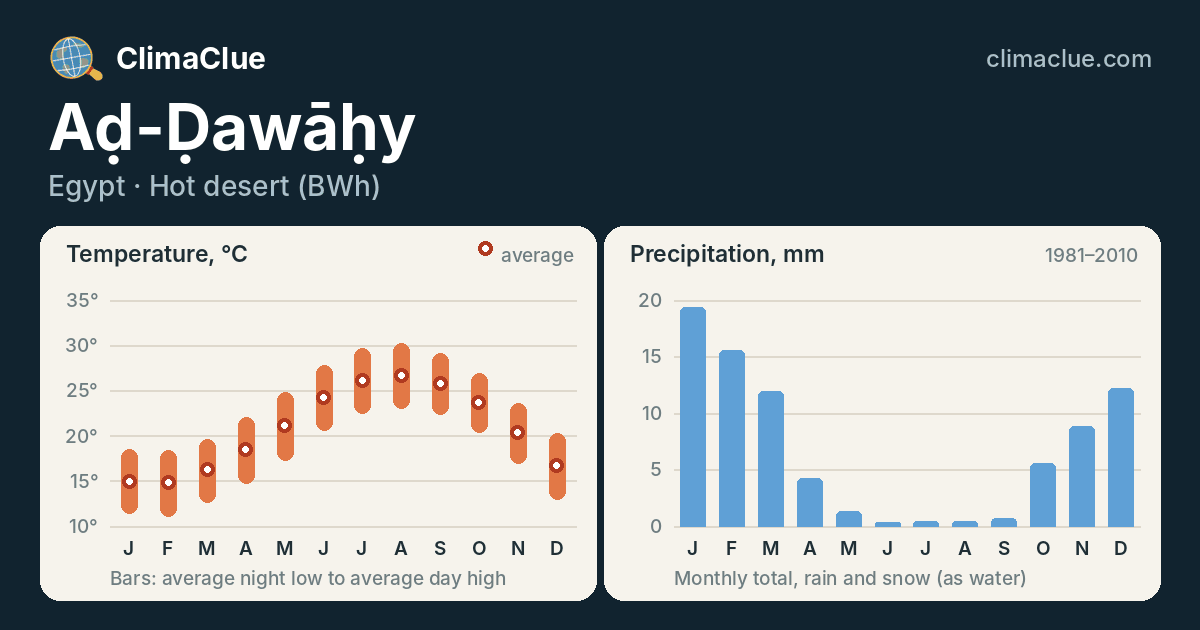 ClimaClue
climaclue.com
Aḍ-Ḍawāḥy
Egypt · Hot desert (BWh)
Temperature, °C
average
35°
30°
25°
20°
15°
10°
J F M A M J J A S O N D
Bars: average night low to average day high
Precipitation, mm
1981–2010
20
15
10
5
0
J F M A M J J A S O N D
Monthly total, rain and snow (as water)